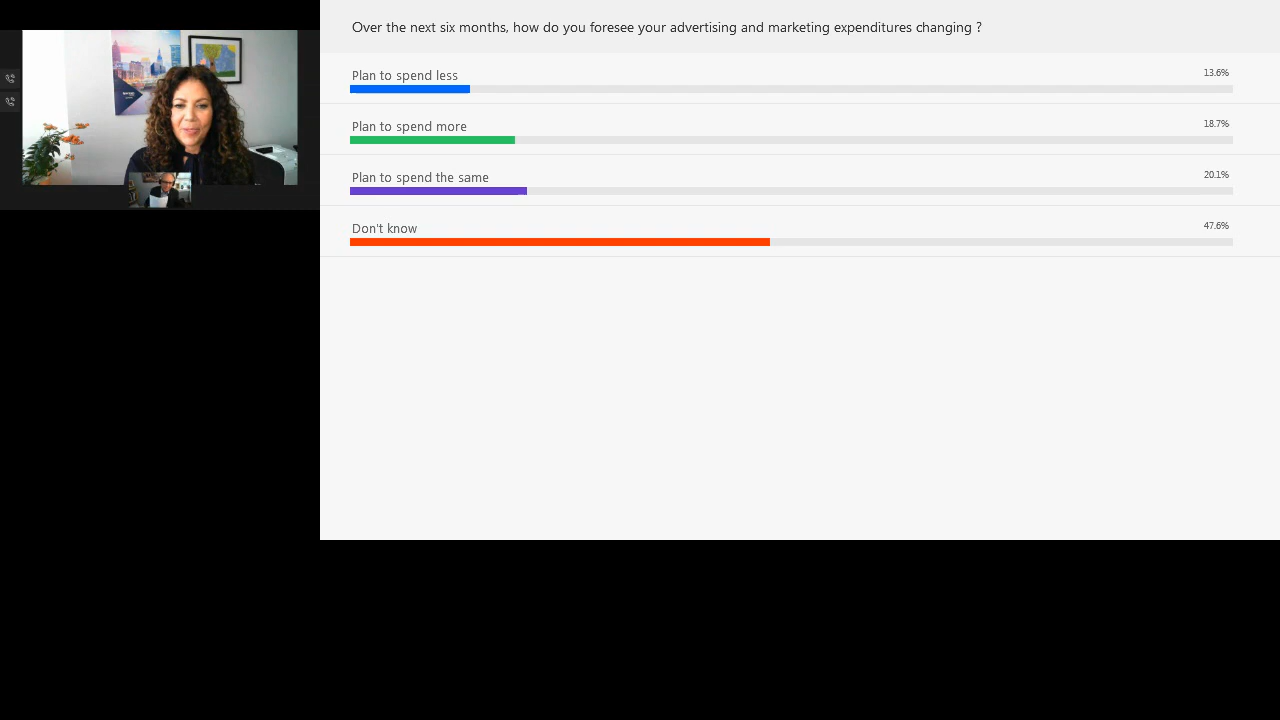 Over the next six months, how do you foresee your advertising and marketing expenditures changing ?
Plan to spend less
13.6%
Plan to spend more
18.7%
Plan to spend the same
20.1%
Don't know
47.6%